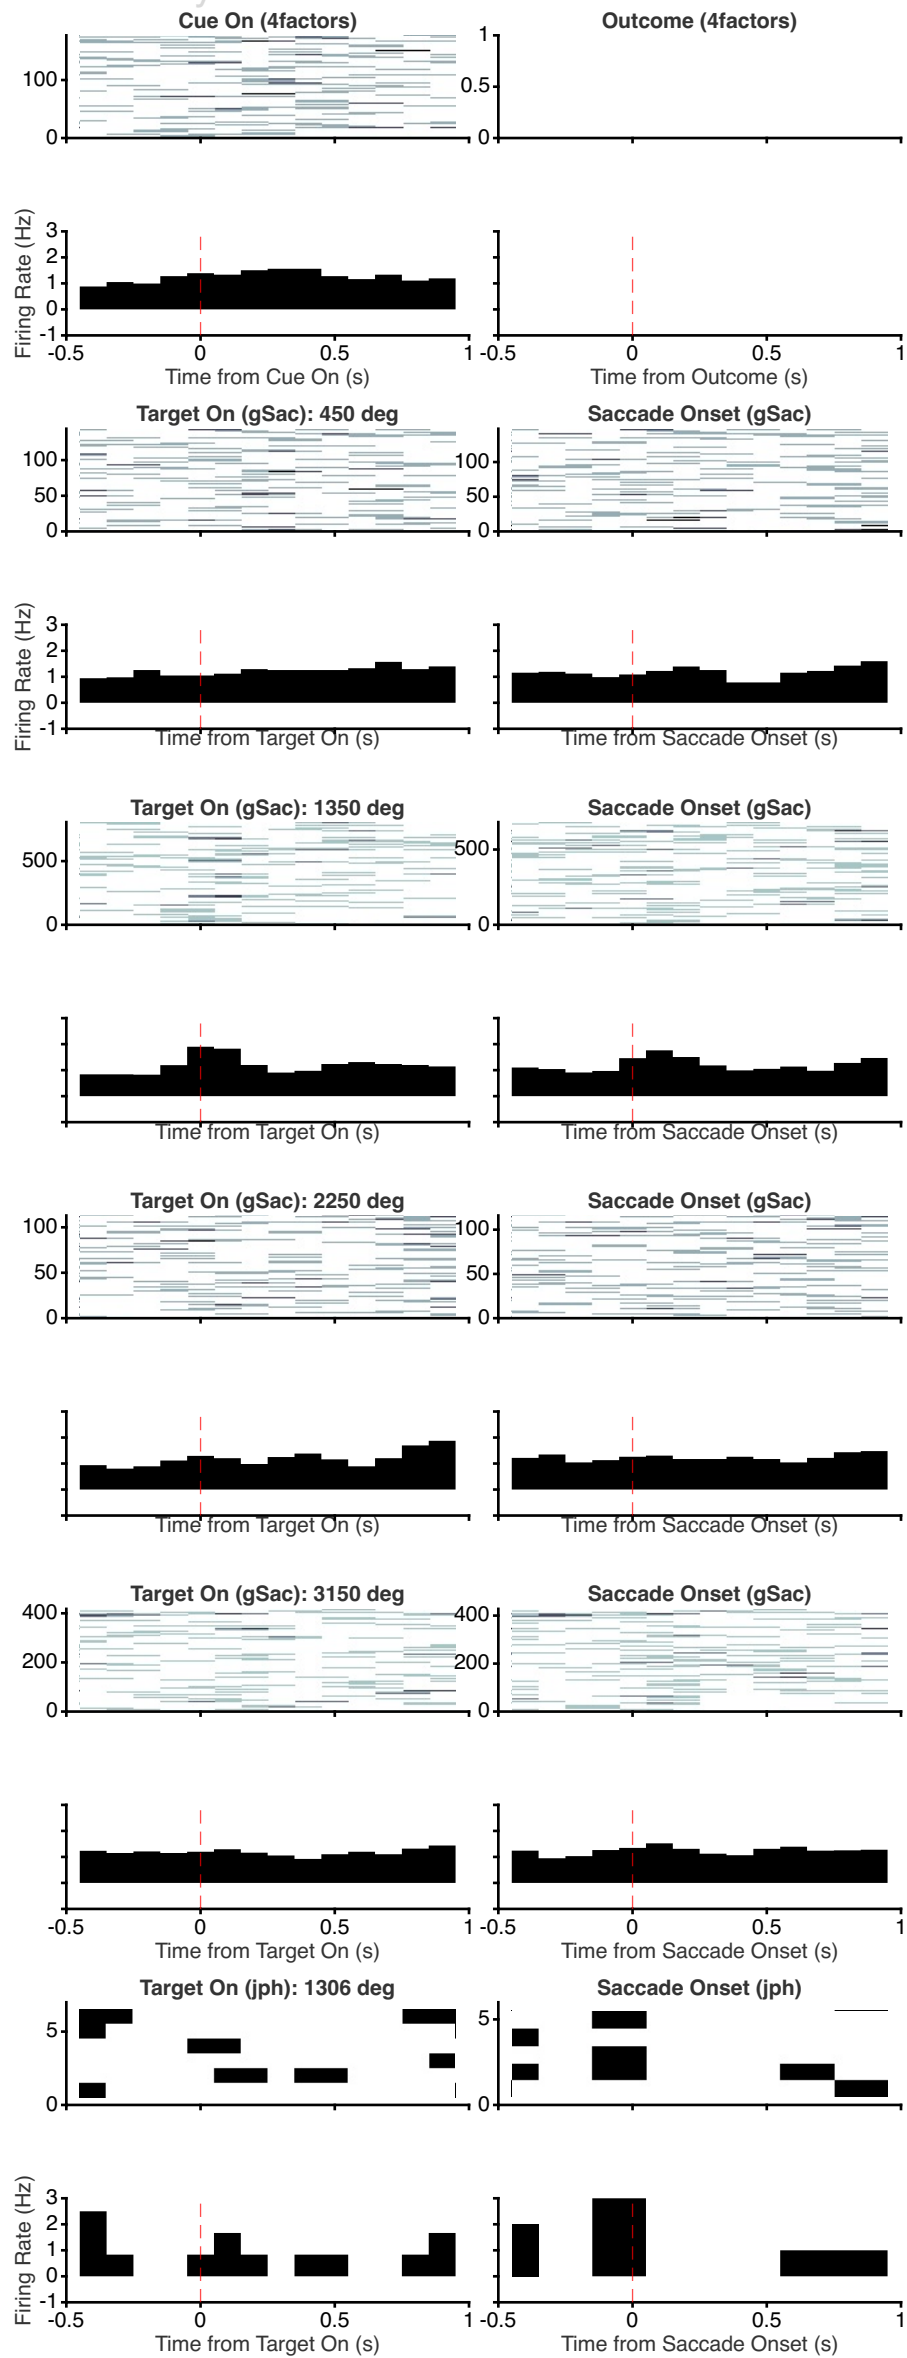 Cue On (4factors) Outcome (4factors)
100
0
1
0.5
0
Firing Rate (Hz)
3
2
1
0
-1
-0.5 0 0.5 1 -0.5 0 0.5 1
Time from Cue On (s) Time from Outcome (s)
Target On (gSac): 450 deg Saccade Onset (gSac)
100
50
0
100
50
0
Firing Rate (Hz)
3
2
1
0
-1
Time from Target On (s) Time from Saccade Onset (s)
Target On (gSac): 1350 deg Saccade Onset (gSac)
500
0
500
0
Time from Target On (s) Time from Saccade Onset (s)
Target On (gSac): 2250 deg Saccade Onset (gSac)
100
50
0
100
50
0
Time from Target On (s) Time from Saccade Onset (s)
Target On (gSac): 3150 deg Saccade Onset (gSac)
400
200
0
400
200
0
-0.5 0 0.5 1 -0.5 0 0.5 1
Time from Target On (s) Time from Saccade Onset (s)
Target On (jph): 1306 deg Saccade Onset (jph)
5
0
5
0
Firing Rate (Hz)
3
2
1
0
-1
-0.5 0 0.5 1 -0.5 0 0.5 1
Time from Target On (s) Time from Saccade Onset (s)